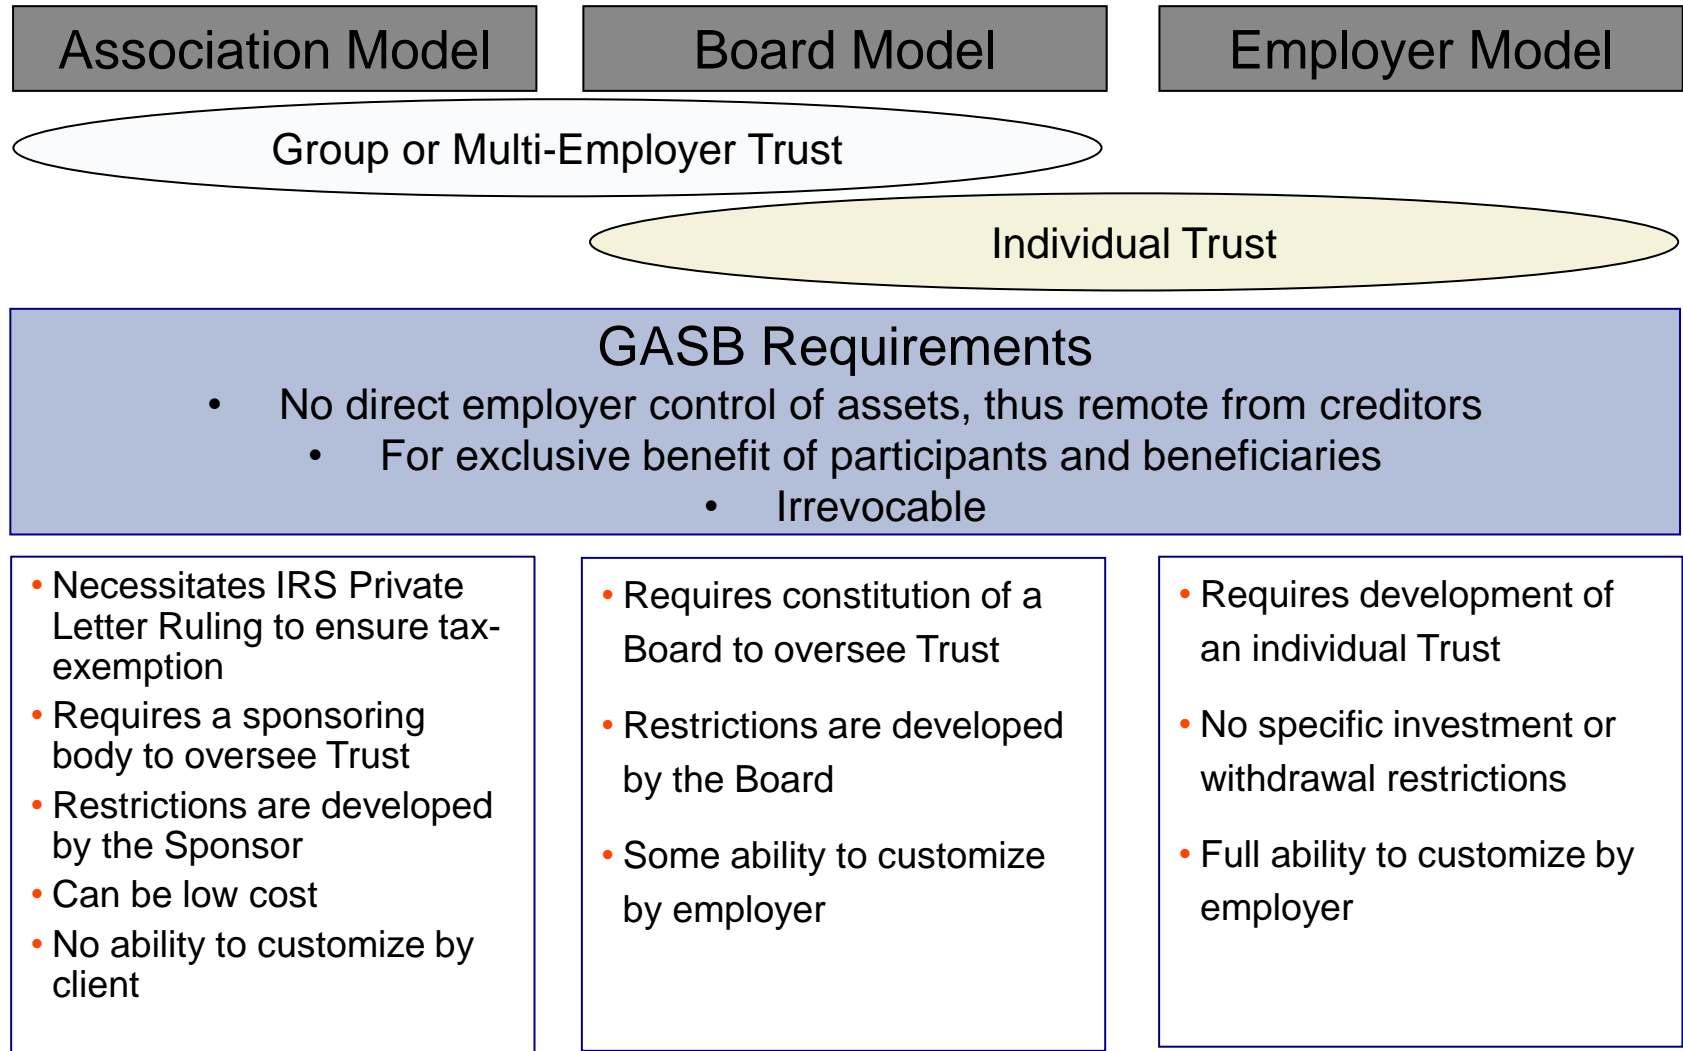 Association Model
Board Model
Employer Model
Group or Multi-Employer Trust
Individual Trust
GASB Requirements
• No direct employer control of assets, thus remote from creditors
• For exclusive benefit of participants and beneficiaries
• Irrevocable
• Necessitates IRS Private
Letter Ruling to ensure tax-
exemption
• Requires a sponsoring
body to oversee Trust
• Restrictions are developed
by the Sponsor
• Can be low cost
• No ability to customize by
client
• Requires constitution of a
Board to oversee Trust
• Restrictions are developed
by the Board
• Some ability to customize
by employer
• Requires development of
an individual Trust
• No specific investment or
withdrawal restrictions
• Full ability to customize by
employer